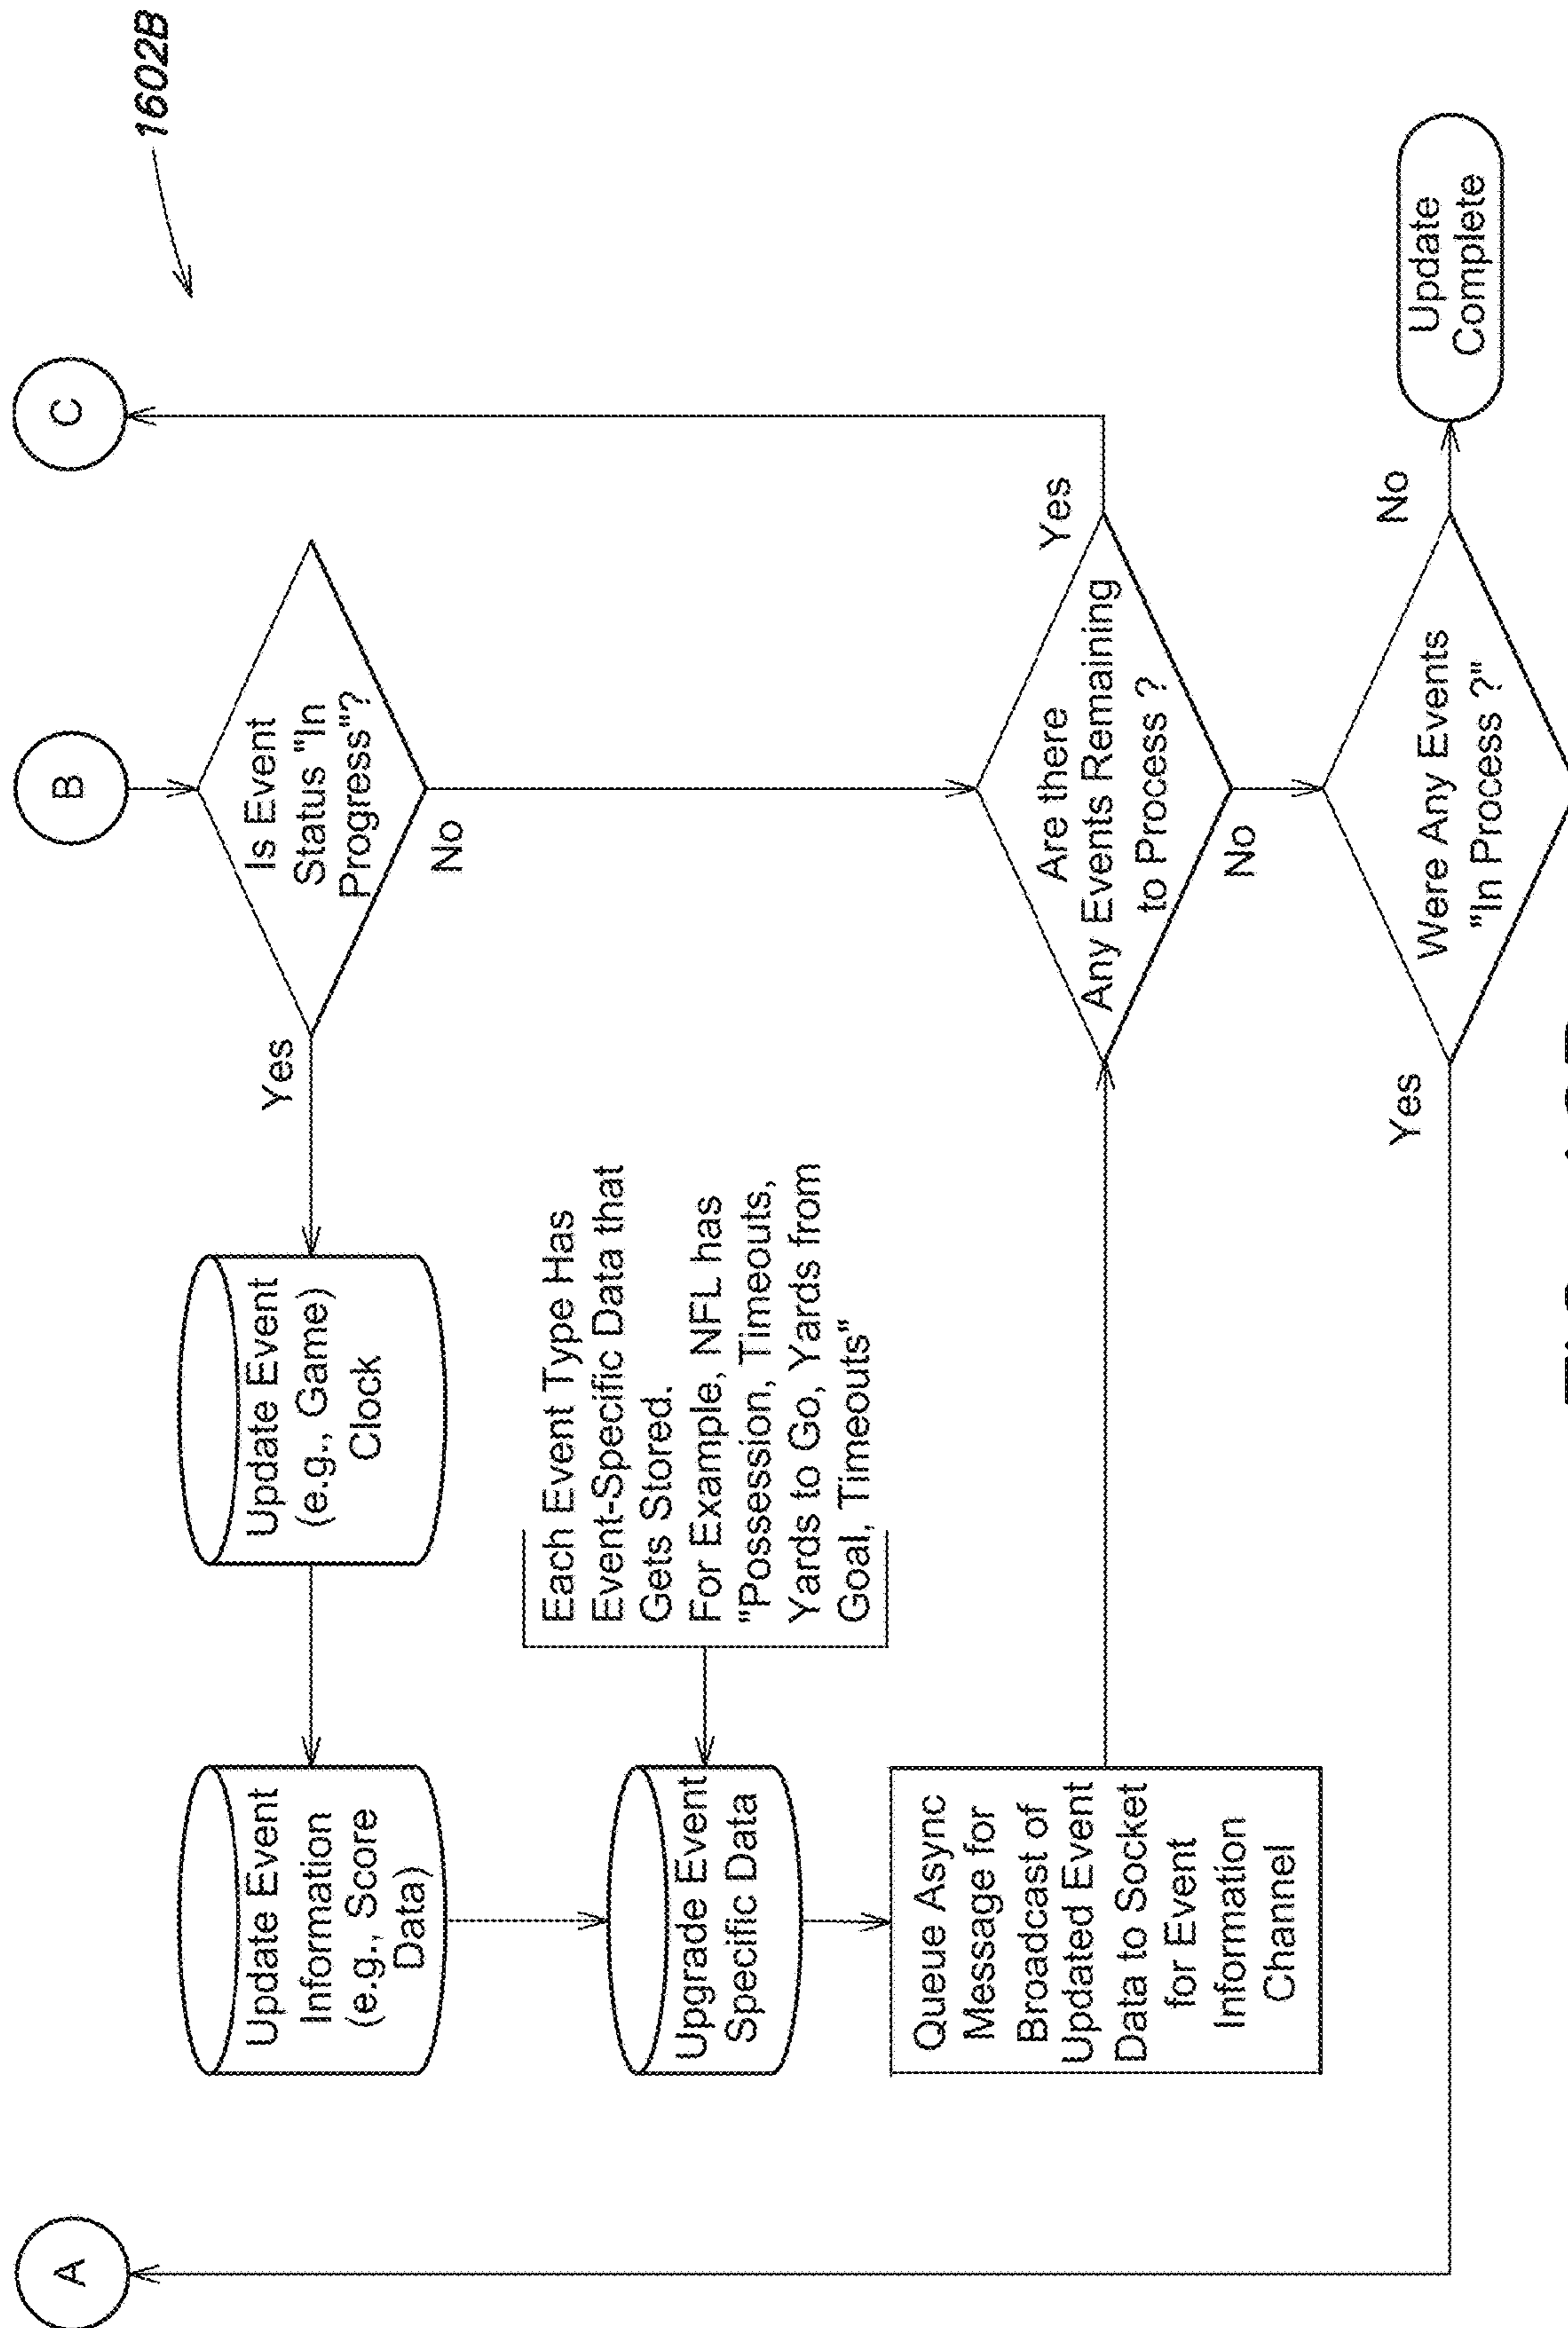 1602B
A
B
C
Is Event
Status "In
Progress"?
Yes
No
Update Event
(e.g., Game)
Clock
Update Event
Information
(e.g., Score
Data)
Each Event Type Has
Event-Specific Data that
Gets Stored.
For Example, NFL has
"Possession, Timeouts,
Yards to Go, Yards from
Goal, Timeouts"
Upgrade Event
Specific Data
Queue Async
Message for
Broadcast of
Updated Event
Data to Socket
for Event
Information
Channel
Are there
Any Events Remaining
to Process ?
Yes
No
Were Any Events
"In Process ?"
Yes
No
Update
Complete